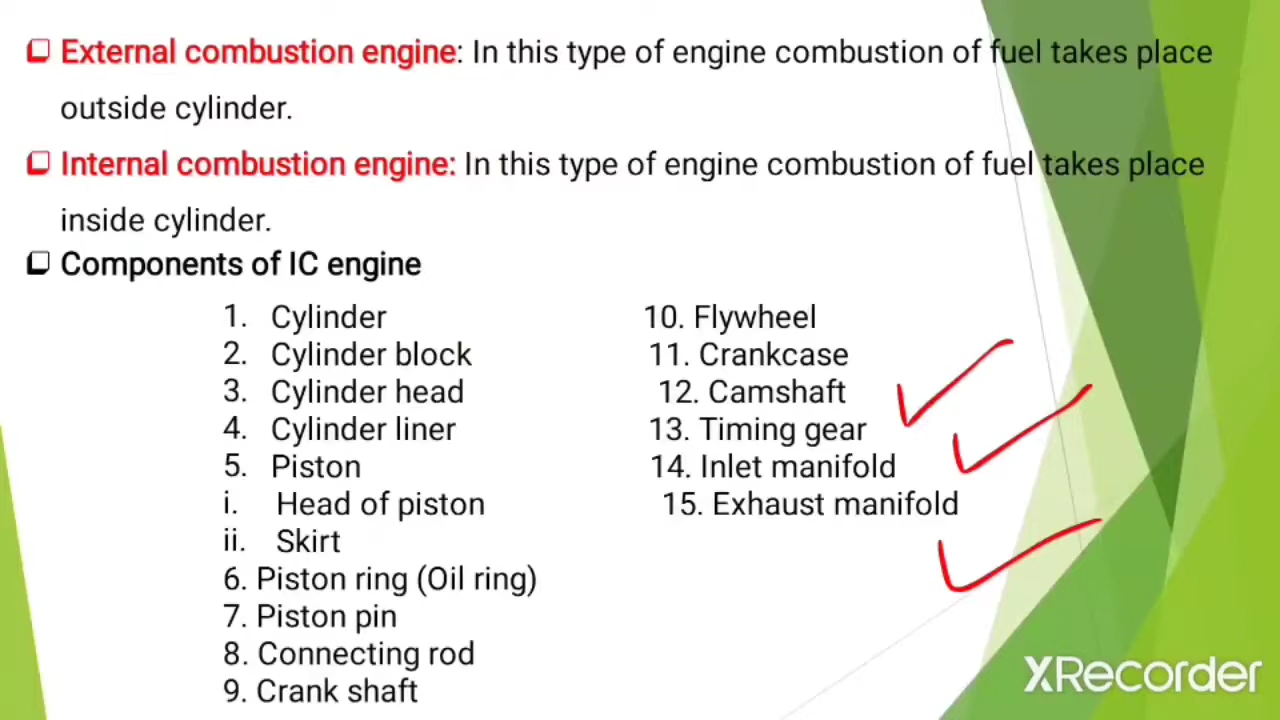 External combustion engine: In this type of engine combustion of fuel takes place
outside cylinder.
Internal combustion engine: In this type of engine combustion of fuel takes place
inside cylinder.
Components of IC engine
1. Cylinder
2. Cylinder block
3. Cylinder head
4. Cylinder liner
5. Piston
i. Head of piston
ii. Skirt
6. Piston ring (Oil ring)
7. Piston pin
8. Connecting rod
9. Crank shaft
10. Flywheel
11. Crankcase
12. Camshaft
13. Timing gear
14. Inlet manifold
15. Exhaust manifold
XRecorder